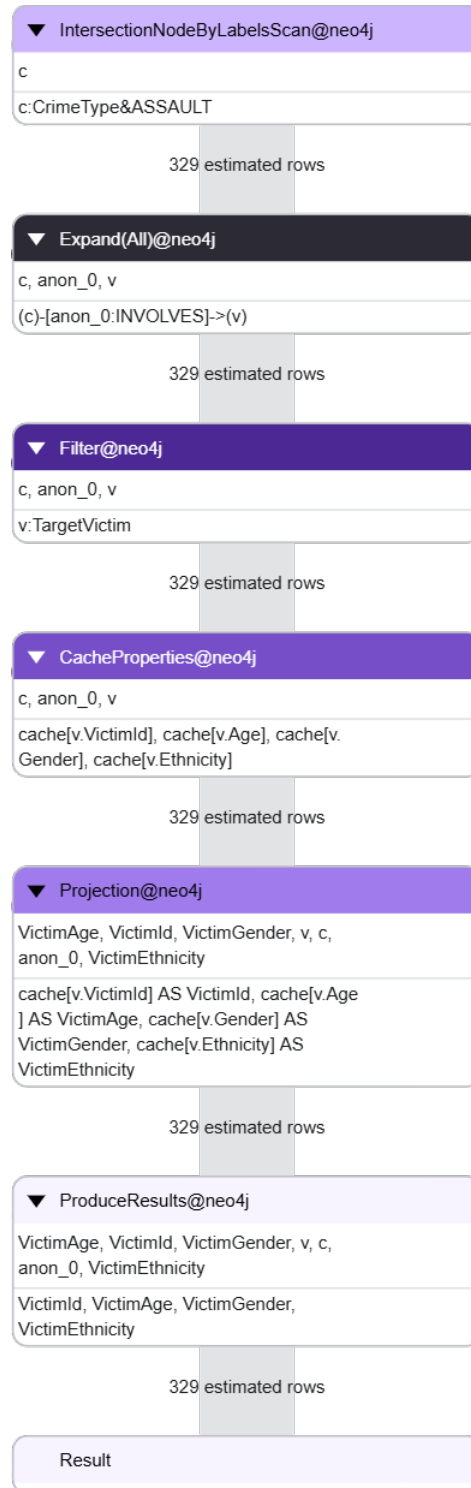 IntersectionNodeByLabelsScan@neo4j
c
c:CrimeType&ASSAULT
329 estimated rows
Expand(All)@neo4j
c, anon_0, v
(c)-[anon_0:INVOLVES]->(v)
329 estimated rows
Filter@neo4j
c, anon_0, v
v:TargetVictim
329 estimated rows
CacheProperties@neo4j
c, anon_0, v
cache[v.VictimId], cache[v.Age], cache[v.
Gender], cache[v.Ethnicity]
329 estimated rows
Projection@neo4j
VictimAge, VictimId, VictimGender, v, c,
anon_0, VictimEthnicity
cache[v.VictimId] AS VictimId, cache[v.Age
] AS VictimAge, cache[v.Gender] AS
VictimGender, cache[v.Ethnicity] AS
VictimEthnicity
329 estimated rows
ProduceResults@neo4j
VictimAge, VictimId, VictimGender, v, c,
anon_0, VictimEthnicity
VictimId, VictimAge, VictimGender,
VictimEthnicity
329 estimated rows
Result